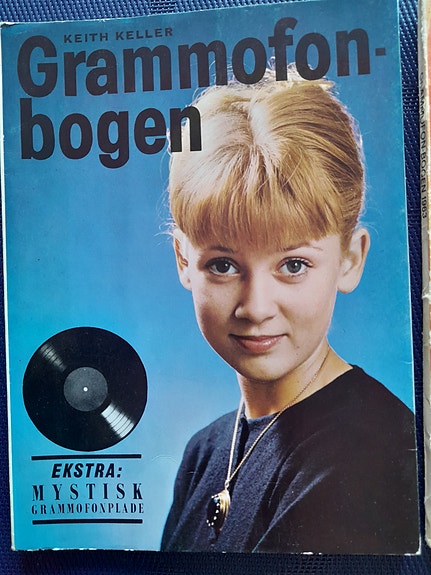 KEITH KELLER
Grammofon-
bogen
EKSTRA:
MYSTISK
GRAMMOFONPLADE